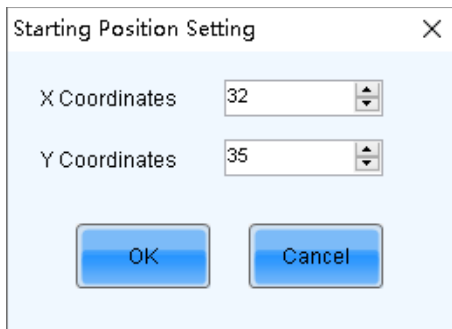 Starting Position Setting
X Coordinates 32
Y Coordinates 35
OK Cancel